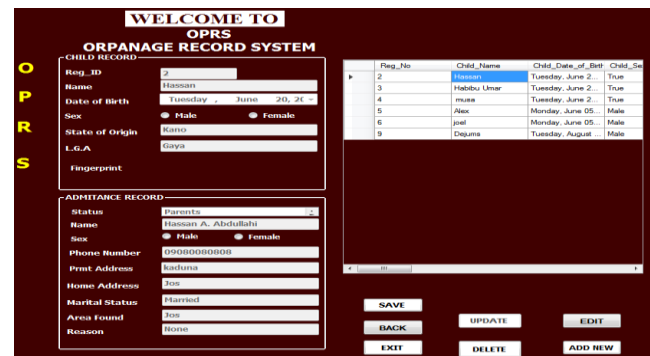 WELCOME TO
OPRS
ORPANAGE RECORD SYSTEM
O
P
R
S
CHILD RECORD
Reg_ID 2
Name Hassan
Date of Birth Tuesday , June 20, 2(
Sex Male Female
State of Origin Kano
L.G.A Gaya
Fingerprint
ADMITANCE RECORD
Status Parents
Name Hassan A. Abdullahi
Sex Male Female
Phone Number 09080080808
Prmt Address kaduna
Home Address Jos
Marital Status Married
Area Found Jos
Reason None
Reg_No Child_Name Child_Date_of_Birth Child_Se
2 Hassan Tuesday, June 2... True
3 Habibu Umar Tuesday, June 2... True
4 musa Tuesday, June 2... True
5 Alex Monday, June 05... Male
6 joel Monday, June 05... Male
9 Dejums Tuesday, August ... Male
SAVE
UPDATE EDIT
BACK
EXIT DELETE ADD NEW